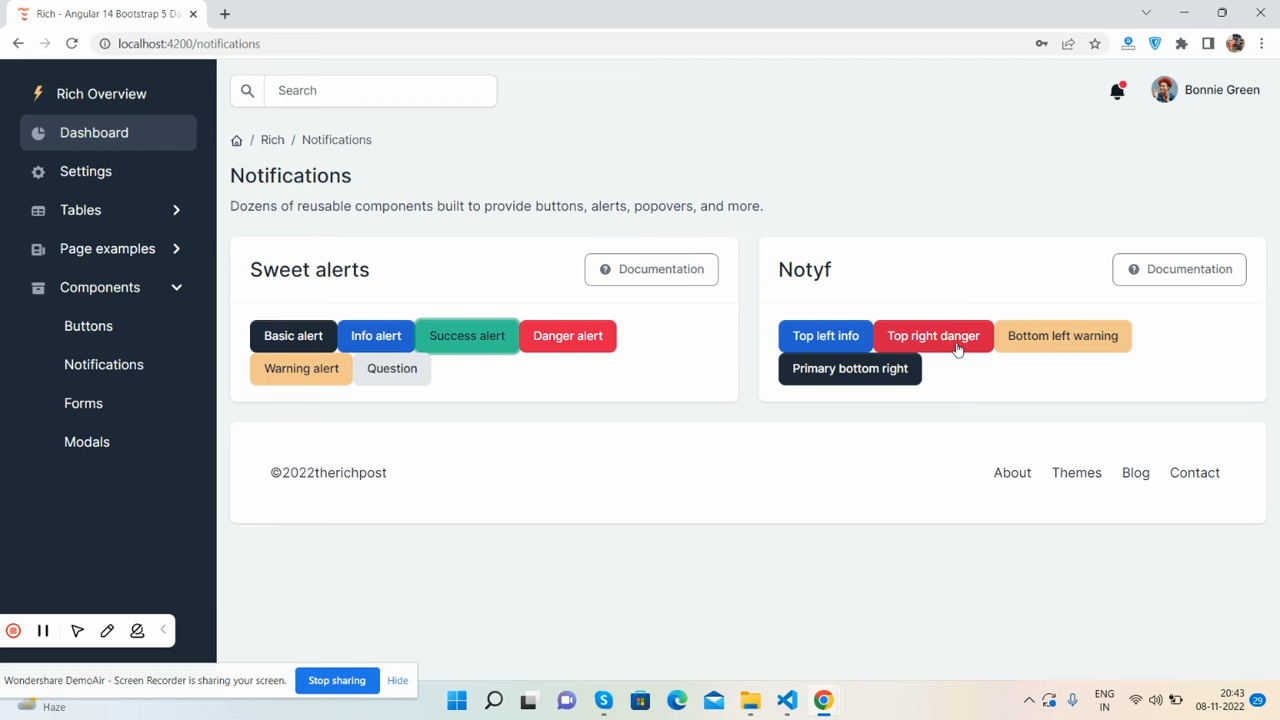 Rich - Angular 14 Bootstrap 5 Da
localhost:4200/notifications
Rich Overview
Dashboard
Settings
Tables
Page examples
Components
Buttons
Notifications
Forms
Modals
Search
Bonnie Green
/ Rich / Notifications
Notifications
Dozens of reusable components built to provide buttons, alerts, popovers, and more.
Sweet alerts
Documentation
Basic alert
Info alert
Success alert
Danger alert
Warning alert
Question
Notyf
Documentation
Top left info
Top right danger
Bottom left warning
Primary bottom right
©2022therichpost
About
Themes
Blog
Contact
Wondershare DemoAir - Screen Recorder is sharing your screen.
Stop sharing
Hide
Haze
ENG
IN
20:43
08-11-2022
29